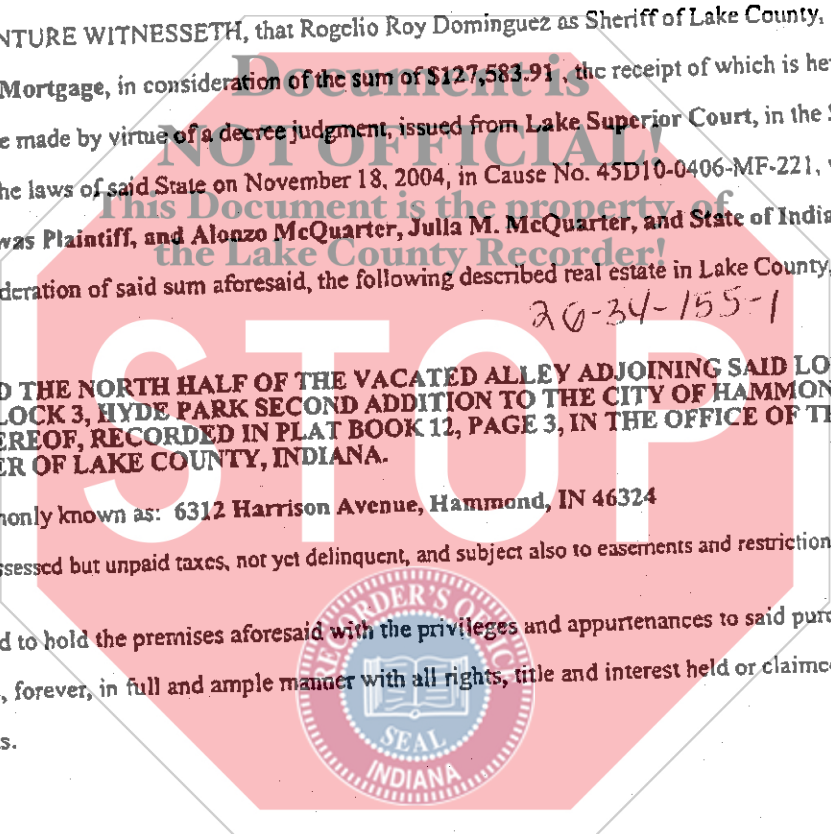 NTURE WITNESSETH, that Rogelio Roy Dominguez as Sheriff of Lake County,
Mortgage, in consideration of the sum of $127,583.91 , the receipt of which is he
Document is
e made by virtue of a decree judgment, issued from Lake Superior Court, in the S
NOT OFFICIAL!
he laws of said State on November 18, 2004, in Cause No. 45D10-0406-MF-221,
This Document is the property of
was Plaintiff, and Alonzo McQuarter, Julla M. McQuarter, and State of India
the Lake County Recorder!
deration of said sum aforesaid, the following described real estate in Lake County,
26-34-155-1
STOP
D THE NORTH HALF OF THE VACATED ALLEY ADJOINING SAID LO
LOCK 3, HYDE PARK SECOND ADDITION TO THE CITY OF HAMMON
EREOF, RECORDED IN PLAT BOOK 12, PAGE 3, IN THE OFFICE OF TH
ER OF LAKE COUNTY, INDIANA.
monly known as: 6312 Harrison Avenue, Hammond, IN 46324
ssessed but unpaid taxes, not yet delinquent, and subject also to easements and restriction
d to hold the premises aforesaid with the privileges and appurtenances to said purc
, forever, in full and ample manner with all rights, title and interest held or claime
s.
RECORDER'S OFFICE
SEAL
INDIANA